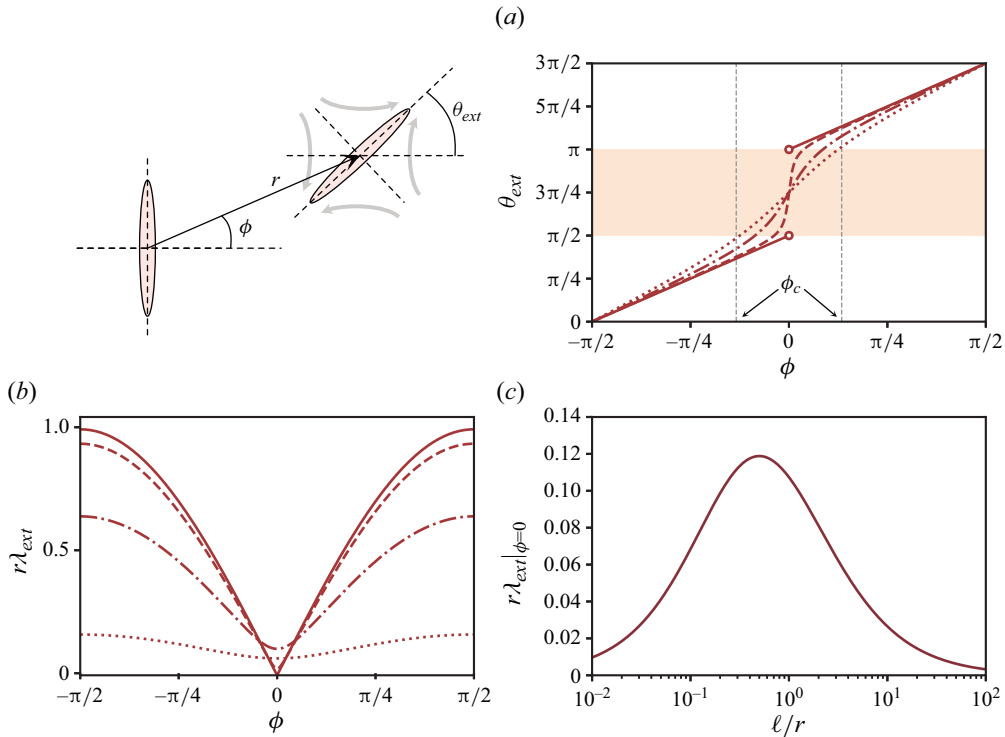 (a)
θext
r
ϕ
3π/2
5π/4
π
3π/4
π/2
π/4
0
θext
ϕc
−π/2
−π/4
0
π/4
π/2
ϕ
(b)
1.0
0.5
0
rλext
−π/2
−π/4
0
π/4
π/2
ϕ
(c)
0.14
0.12
0.10
0.08
0.06
0.04
0.02
0
rλext|ϕ=0
10−2
10−1
100
101
102
ℓ/r